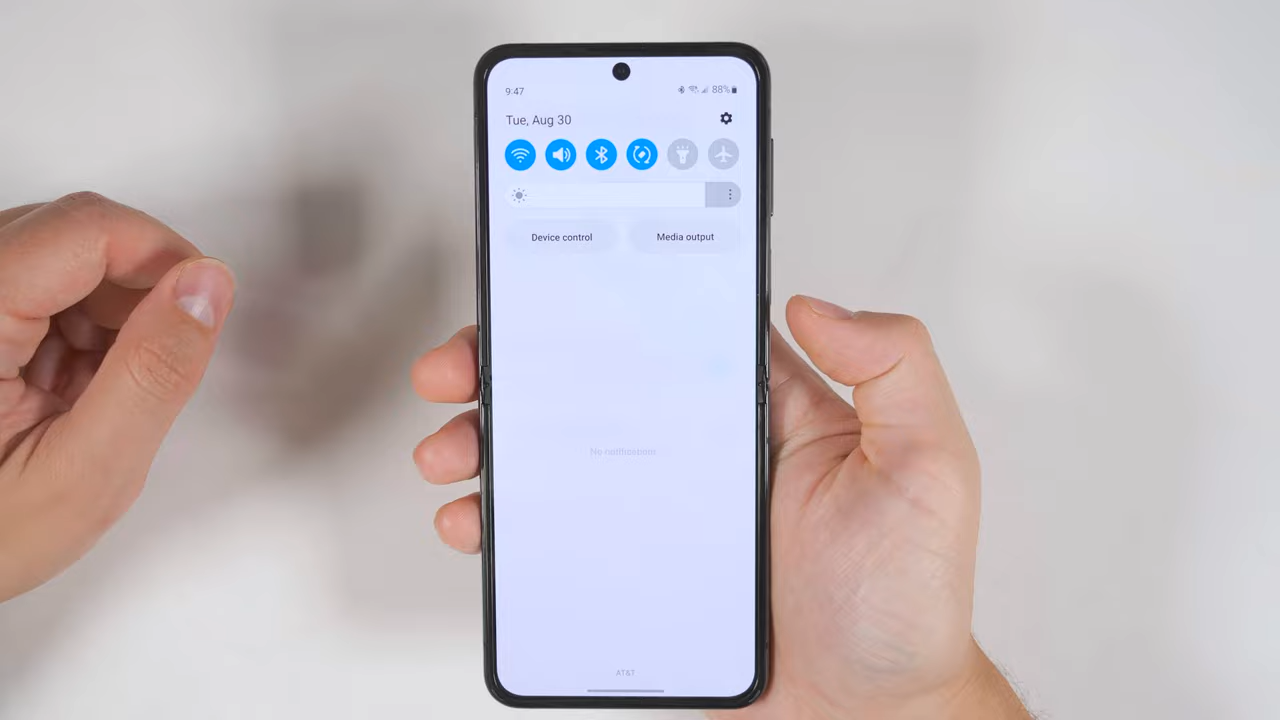 9:47 88%
Tue, Aug 30
Device control Media output
No notifications
AT&T